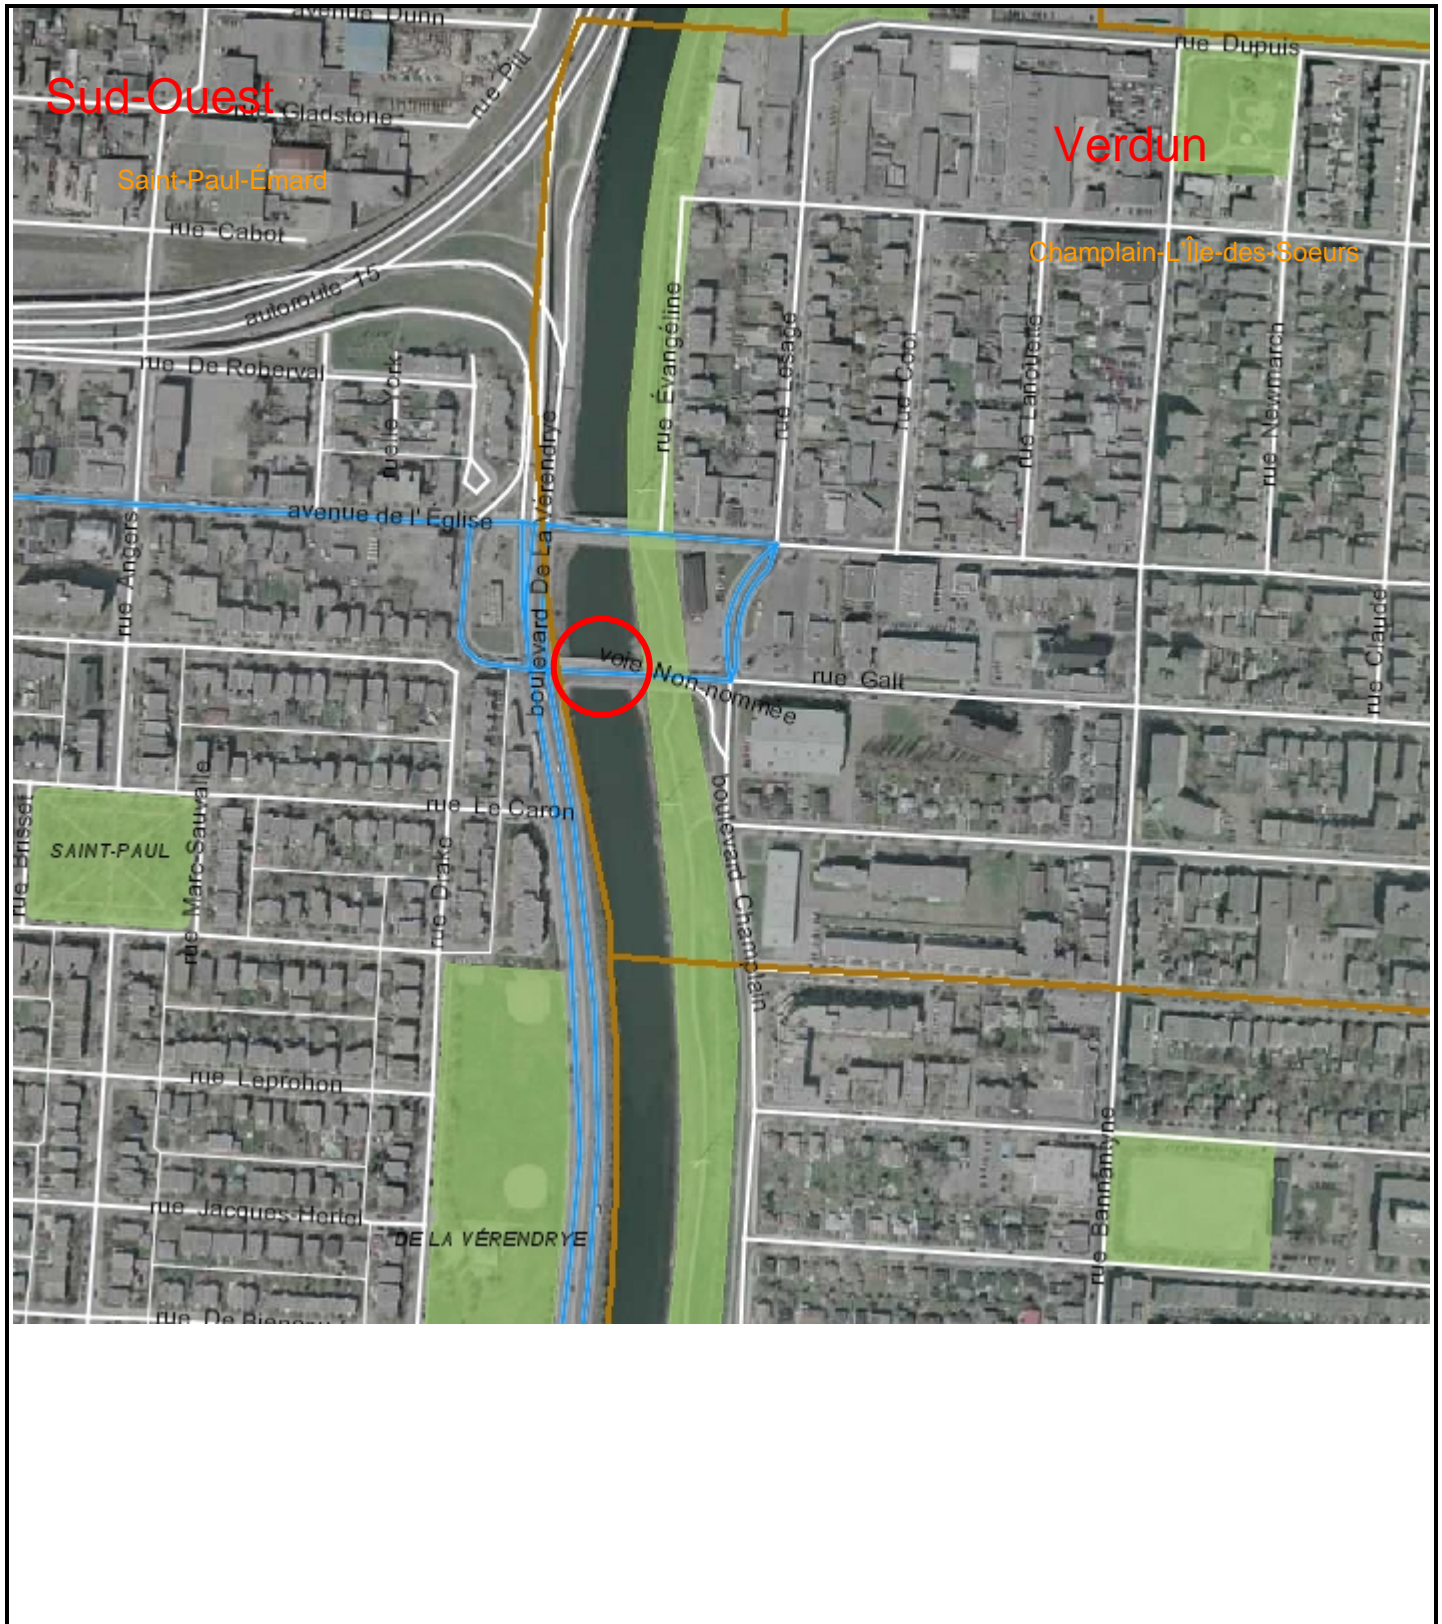 avenue Dunn
rue Dupuis
rue Pitt
Sud-Ouest
rue Gladstone
Verdun
Saint-Paul-Émard
rue Cabot
Champlain-L'Île-des-Soeurs
autoroute 15
rue Évangéline
rue Lesage
rue Cool
rue Lanouette
rue Newmarch
rue De Roberval
ruelle York
boulevard De La Vérendrye
avenue de l'Église
rue Angers
rue Claude
voie Non-nommée
rue Galt
rue Le Caron
boulevard Champlain
rue Brisset
SAINT-PAUL
rue Marc-Sauvalle
rue Drake
rue Leprohon
rue Bannantyne
rue Jacques-Hertel
DE LA VÉRENDRYE